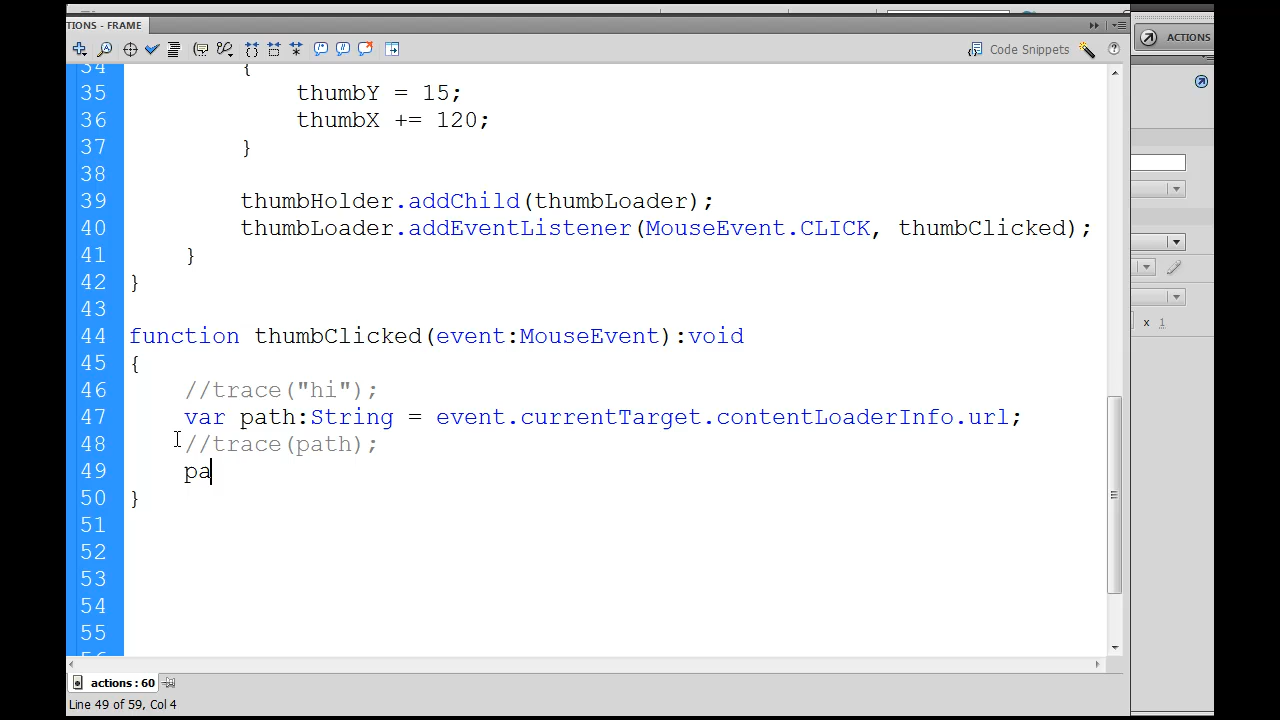 TIONS - FRAME
Code Snippets
ACTIONS
34 {
35 thumbY = 15;
36 thumbX += 120;
37 }
38
39 thumbHolder.addChild(thumbLoader);
40 thumbLoader.addEventListener(MouseEvent.CLICK, thumbClicked);
41 }
42 }
43
44 function thumbClicked(event:MouseEvent):void
45 {
46 //trace("hi");
47 var path:String = event.currentTarget.contentLoaderInfo.url;
48 //trace(path);
49 pa
50 }
51
52
53
54
55
56
x 1
actions : 60
Line 49 of 59, Col 4